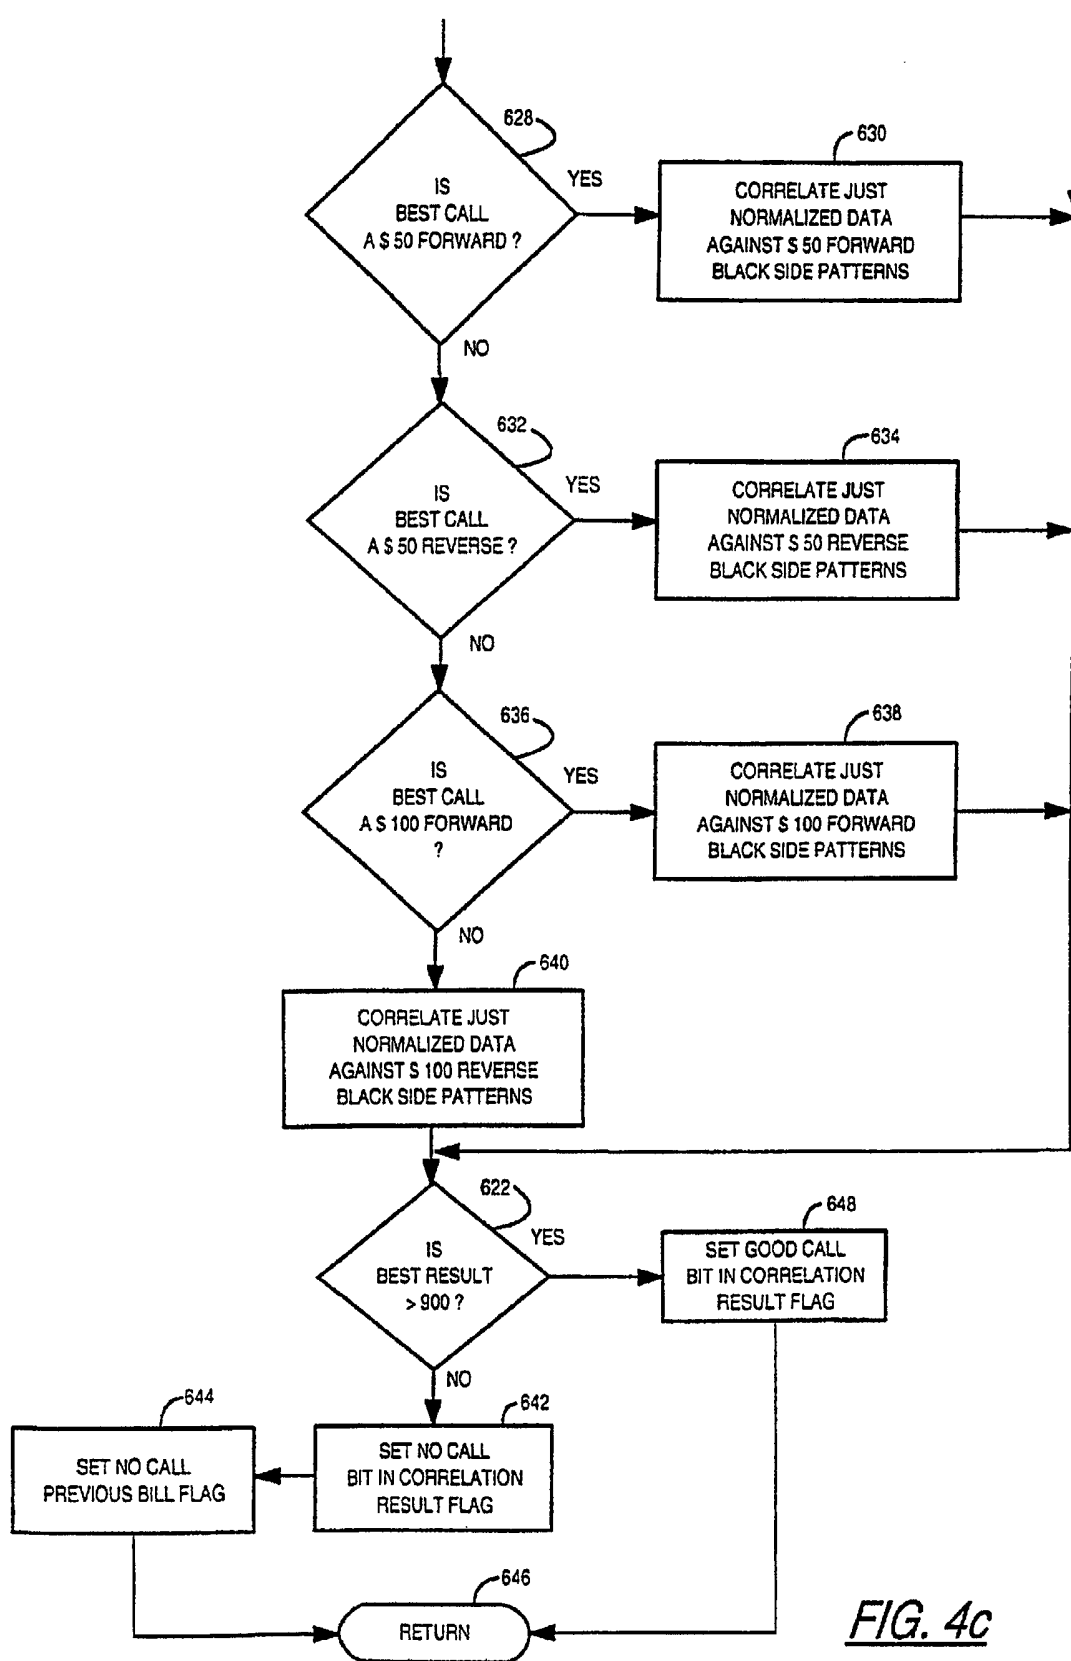 628
IS
BEST CALL
A $ 50 FORWARD ?
YES
NO
630
CORRELATE JUST
NORMALIZED DATA
AGAINST $ 50 FORWARD
BLACK SIDE PATTERNS
632
IS
BEST CALL
A $ 50 REVERSE ?
YES
NO
634
CORRELATE JUST
NORMALIZED DATA
AGAINST $ 50 REVERSE
BLACK SIDE PATTERNS
636
IS
BEST CALL
A $ 100 FORWARD
?
YES
NO
638
CORRELATE JUST
NORMALIZED DATA
AGAINST $ 100 FORWARD
BLACK SIDE PATTERNS
640
CORRELATE JUST
NORMALIZED DATA
AGAINST $ 100 REVERSE
BLACK SIDE PATTERNS
622
IS
BEST RESULT
> 900 ?
YES
NO
648
SET GOOD CALL
BIT IN CORRELATION
RESULT FLAG
642
SET NO CALL
BIT IN CORRELATION
RESULT FLAG
644
SET NO CALL
PREVIOUS BILL FLAG
646
RETURN
FIG. 4c